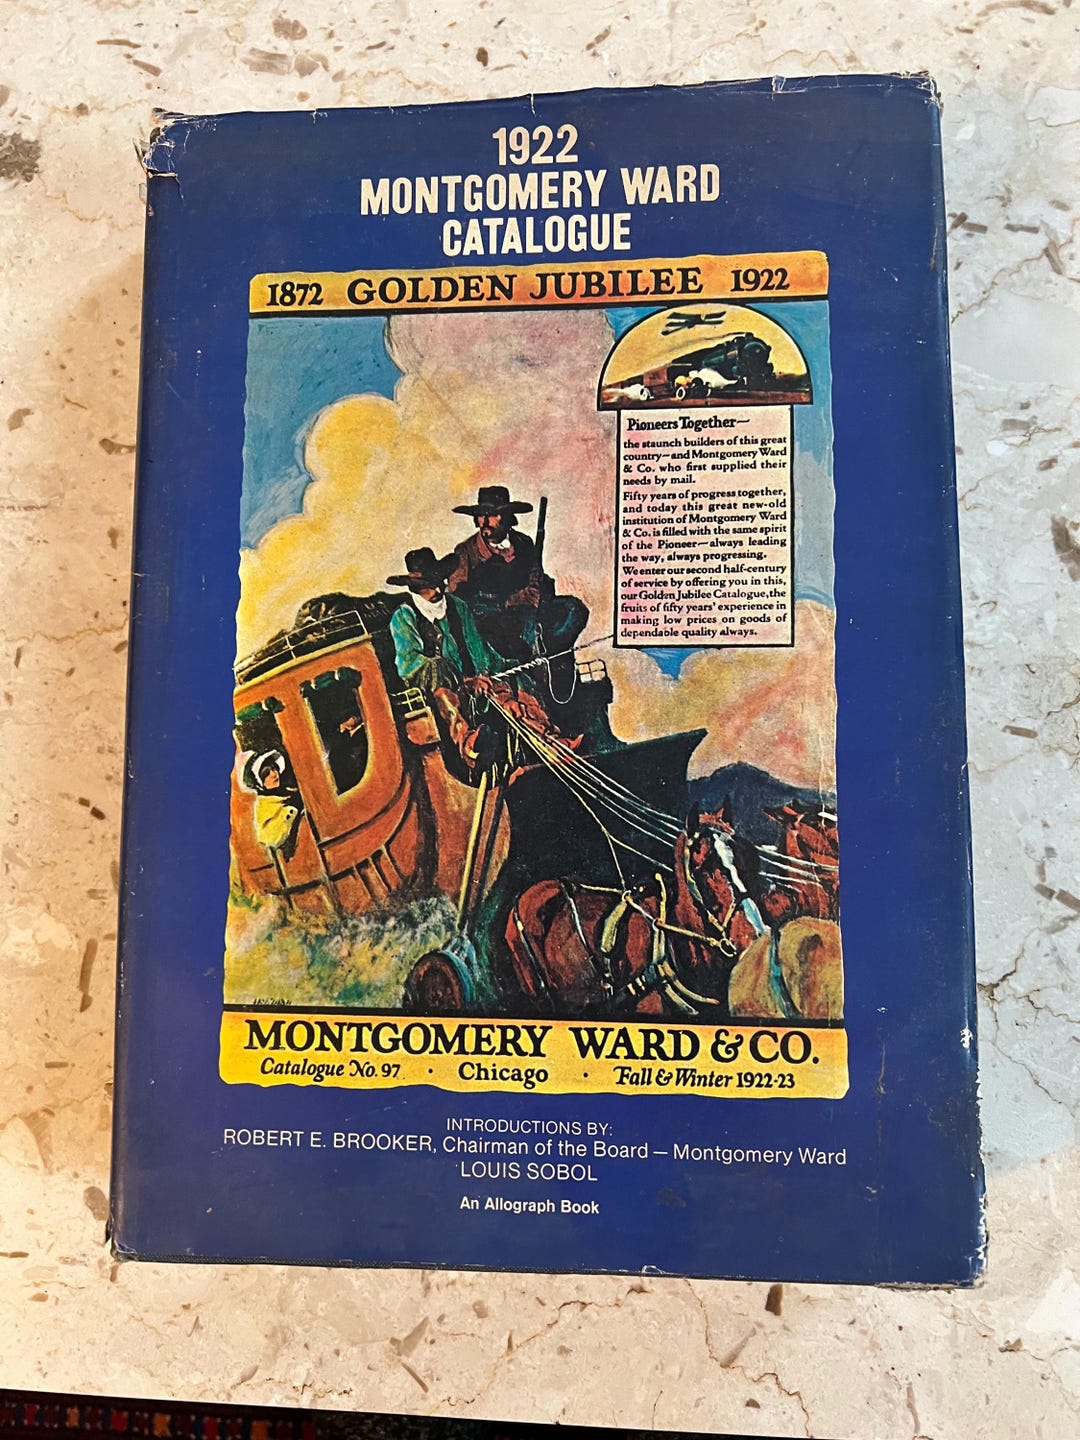 1922
MONTGOMERY WARD
CATALOGUE
1872 GOLDEN JUBILEE 1922
Pioneers Together—
the staunch builders of this great
country—and Montgomery Ward
& Co. who first supplied their
needs by mail.
Fifty years of progress together,
and today this great new-old
institution of Montgomery Ward
& Co. is filled with the same spirit
of the Pioneer—always leading
the way, always progressing.
We enter our second half-century
of service by offering you in this,
our Golden Jubilee Catalogue, the
fruits of fifty years' experience in
making low prices on goods of
dependable quality always.
MONTGOMERY WARD & CO.
Catalogue No. 97 · Chicago · Fall & Winter 1922-23
INTRODUCTIONS BY:
ROBERT E. BROOKER, Chairman of the Board — Montgomery Ward
LOUIS SOBOL
An Allograph Book